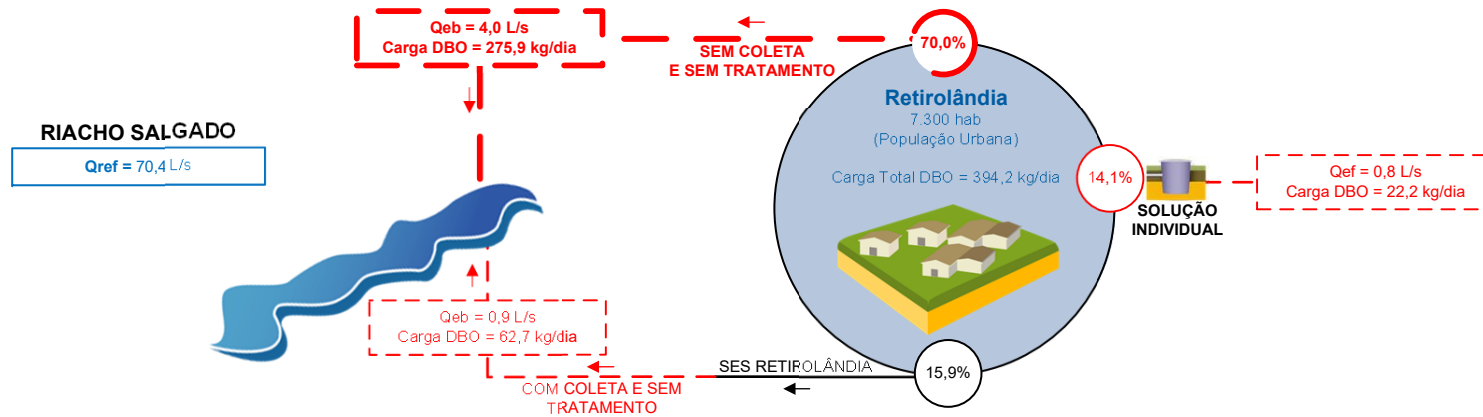 Qeb = 4,0 L/s
Carga DBO = 275,9 kg/dia
SEM COLETA
E SEM TRATAMENTO
70,0%
Retirolândia
7.300 hab
(População Urbana)
Carga Total DBO = 394,2 kg/dia
RIACHO SALGADO
Qref = 70,4 L/s
14,1%
SOLUÇÃO
INDIVIDUAL
Qef = 0,8 L/s
Carga DBO = 22,2 kg/dia
Qeb = 0,9 L/s
Carga DBO = 62,7 kg/dia
SES RETIROLÂNDIA
15,9%
COM COLETA E SEM
TRATAMENTO